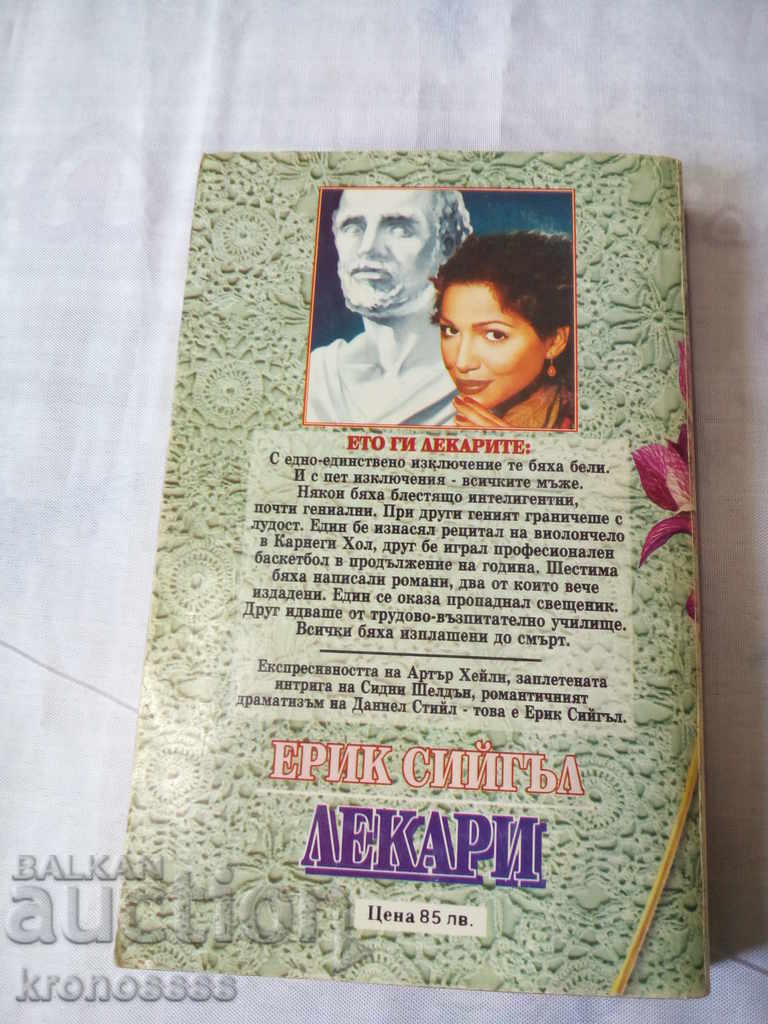 ЕТО ГИ ЛЕКАРИТЕ:
С едно-единствено изключение те бяха бели.
И с пет изключения - всичките мъже.
Някои бяха блестящо интелигентни,
почти гениални. При други геният граничеше с
лудост. Един бе изнасял рецитал на виолончело
в Карнеги Хол, друг бе играл професионален
баскетбол в продължение на година. Шестима
бяха написали романи, два от които вече
издадени. Един се оказа пропаднал свещеник.
Друг идваше от трудово-възпитателно училище.
Всички бяха изплашени до смърт.
Експресивността на Артър Хейли, заплетената
интрига на Сидни Шелдън, романтичният
драматизъм на Даниел Стийл - това е Ерик Сийгъл.
ЕРИК СИЙГЪЛ
ЛЕКАРИ
Цена 85 лв.
BALKAN
auction
kronossss